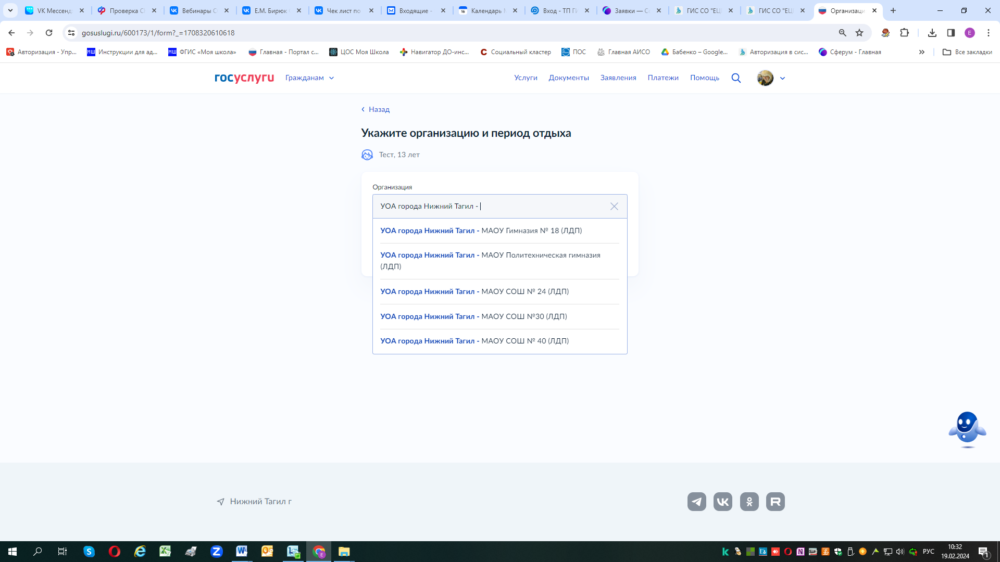 VK Мессенд
Проверка С
Вебинары С
Е.М. Бирюк
Чек лист по
Входящие -
16 Календарь М
Вход - ТП ГИ
Заявки — С
ГИС СО "ЕЦ
ГИС СО "ЕЦ
Организаци
gosuslugi.ru/600173/1/form?_=1708320610618
E
Авторизация - Упр...
МШ Инструкции для ад...
МШ ФГИС «Моя школа»
Главная - Портал с...
ЦОС Моя Школа
Навигатор ДО-инс...
С Социальный кластер
ПОС
Главная АИСО
Бабенко – Google...
Авторизация в сис...
Сферум - Главная
Все закладки
госуслуги
Гражданам
Услуги
Документы
Заявления
Платежи
Помощь
Назад
Укажите организацию и период отдыха
Тест, 13 лет
Организация
УОА города Нижний Тагил -
УОА города Нижний Тагил - МАОУ Гимназия № 18 (ЛДП)
УОА города Нижний Тагил - МАОУ Политехническая гимназия
(ЛДП)
УОА города Нижний Тагил - МАОУ СОШ № 24 (ЛДП)
УОА города Нижний Тагил - МАОУ СОШ №30 (ЛДП)
УОА города Нижний Тагил - МАОУ СОШ № 40 (ЛДП)
Нижний Тагил г
РУС
10:32
19.02.2024
1